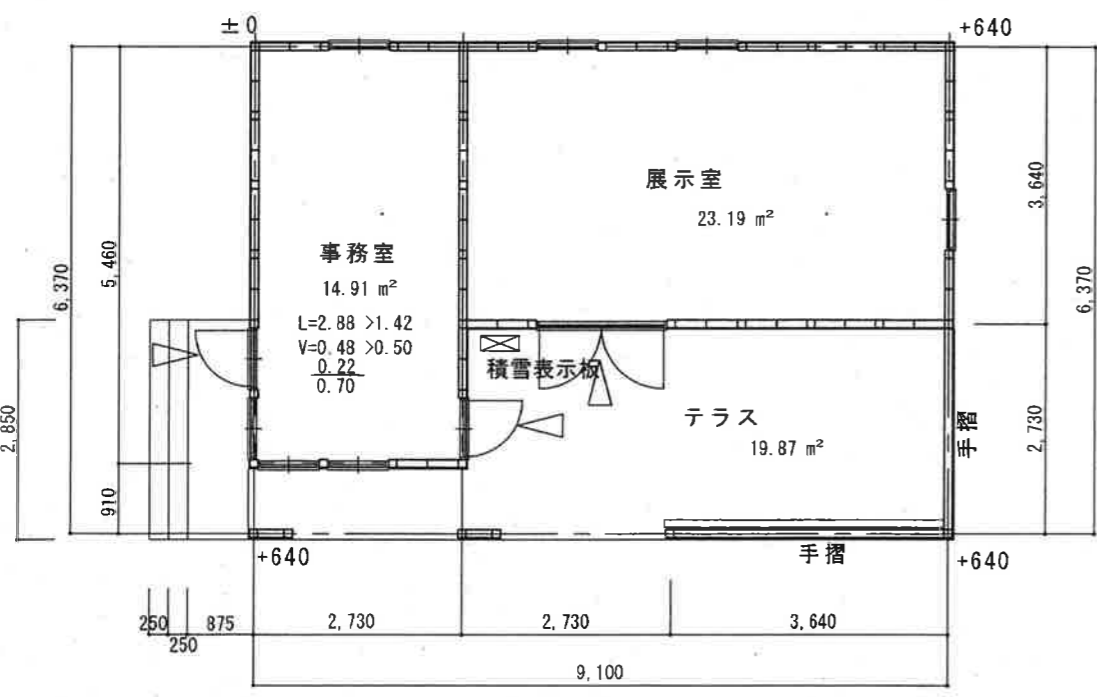 ±0
+640
展示室
23.19 m²
事務室
14.91 m²
L=2.88 >1.42
V=0.48 >0.50
0.22
0.70
積雪表示板
テラス
19.87 m²
手摺
手摺
+640
+640
6,370
5,460
2,850
910
3,640
6,370
2,730
250
250
875
2,730
2,730
3,640
9,100